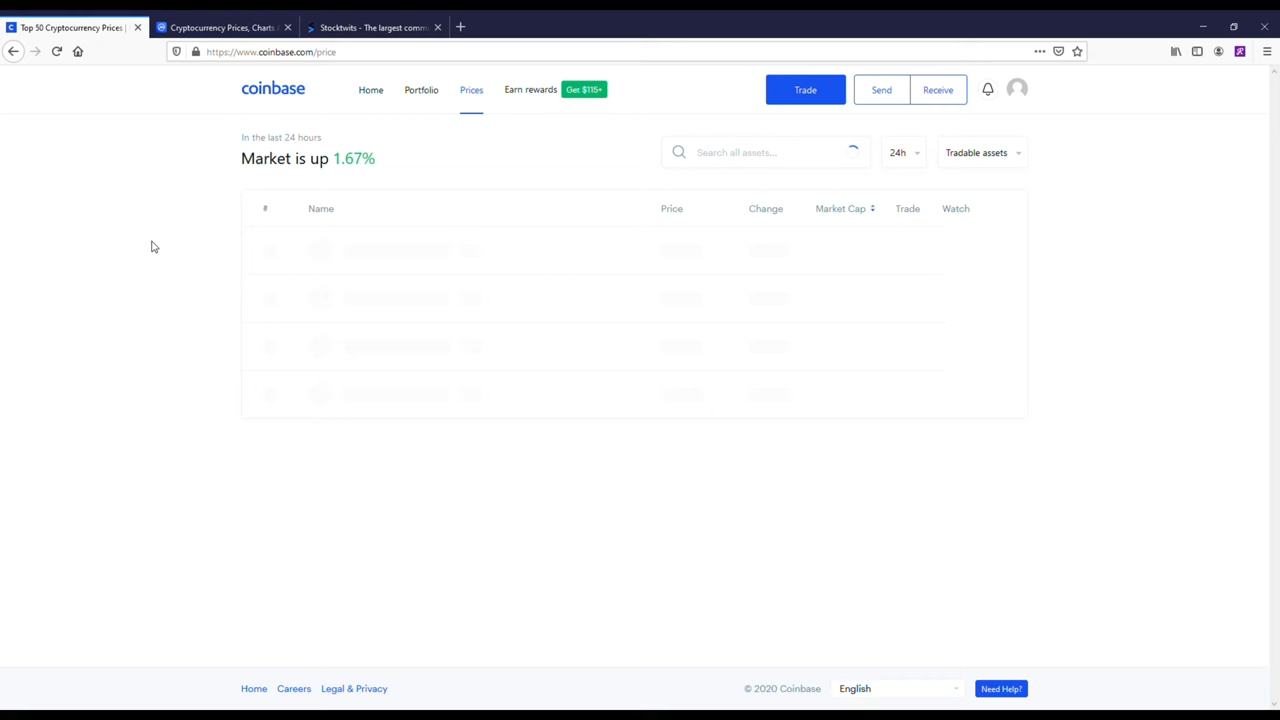 Top 50 Cryptocurrency Prices |
Cryptocurrency Prices, Charts
Stocktwits - The largest comm
https://www.coinbase.com/price
coinbase
Home
Portfolio
Prices
Earn rewards
Get $115+
Trade
Send
Receive
In the last 24 hours
Market is up 1.67%
Search all assets...
24h
Tradable assets
# Name Price Change Market Cap Trade Watch
Home Careers Legal & Privacy
© 2020 Coinbase
English
Need Help?